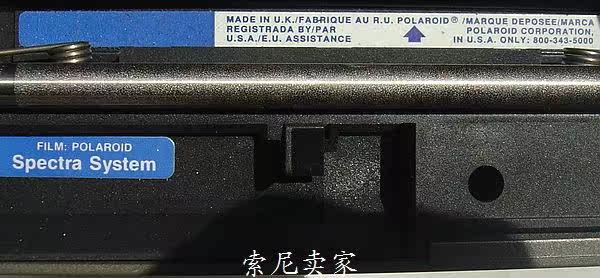 MADE IN U.K./FABRIQUE AU R.U. POLAROID® /MARQUE DEPOSEE/MARCA
REGISTRADA BY/PAR POLAROID CORPORATION,
U.S.A./E.U. ASSISTANCE IN U.S.A. ONLY: 800-343-5000
FILM: POLAROID
Spectra System
索尼卖家